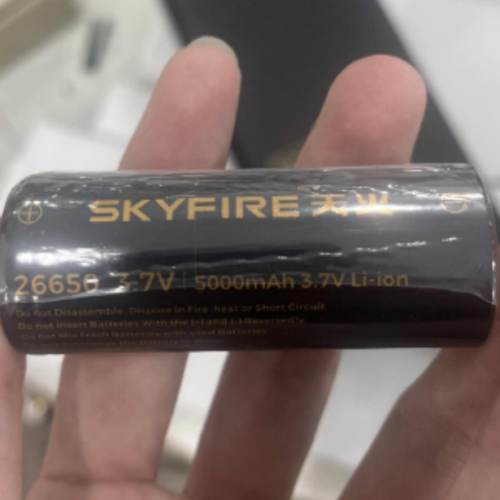 SKYFIRE 天火
26650 3.7V | 5000mAh 3.7V Li-ion
Do not Disassemble. Dispose in Fire .heat or Short Circuit.
Do not Insert Batteries With the (+) and (-) Reversedly.
Do not Mix Fresh Batteries with used Batteries